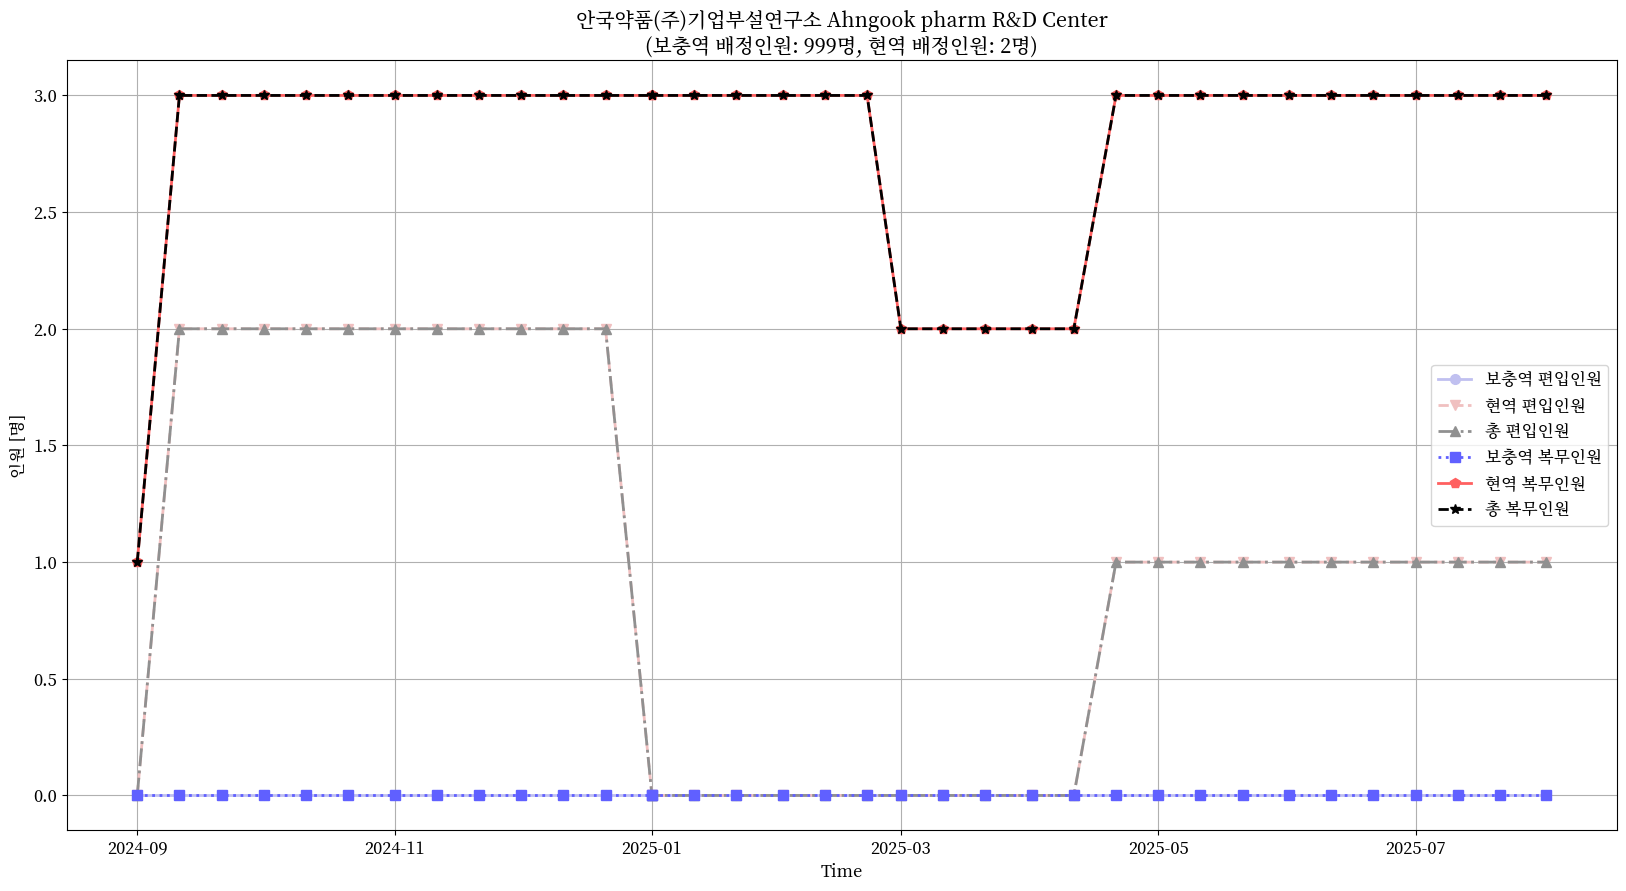 안국약품(주)기업부설연구소 Ahngook pharm R&D Center
(보충역 배정인원: 999명, 현역 배정인원: 2명)
3.0
2.5
2.0
1.5
1.0
0.5
0.0
인원 [명]
보충역 편입인원
현역 편입인원
총 편입인원
보충역 복무인원
현역 복무인원
총 복무인원
2024-09
2024-11
2025-01
2025-03
2025-05
2025-07
Time